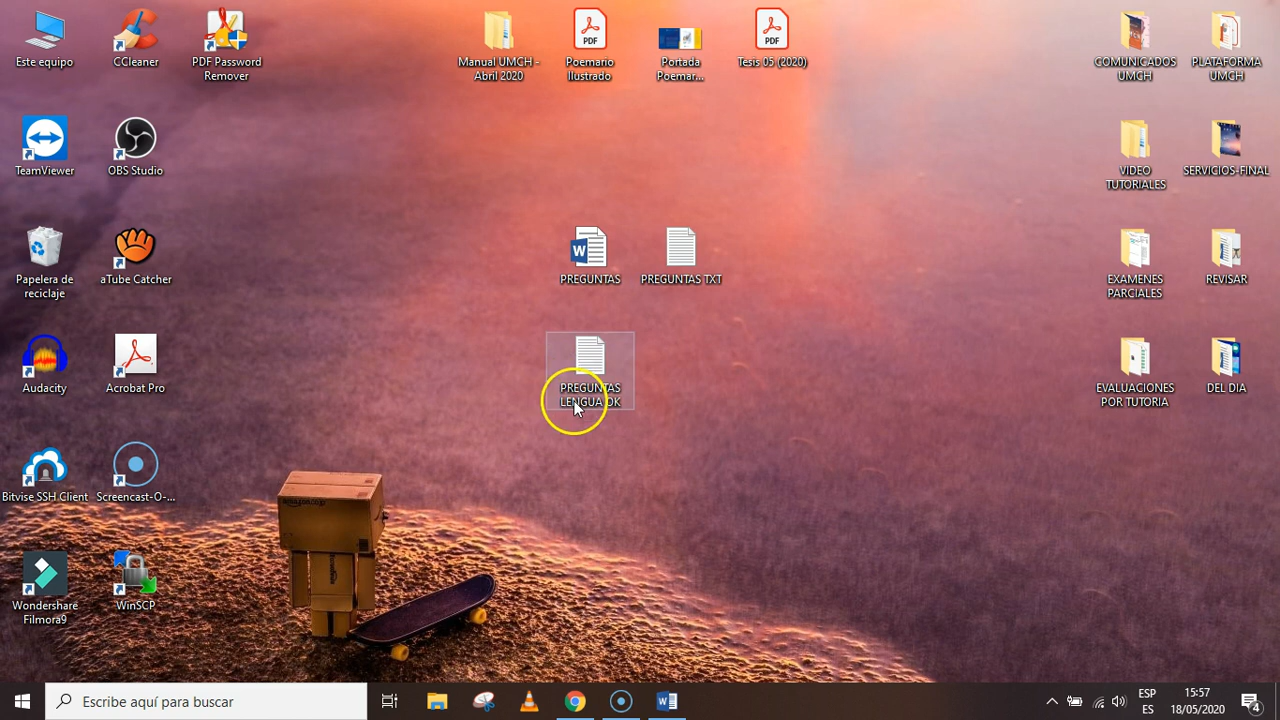 Este equipo
CCleaner
PDF Password
Remover
Manual UMCH -
Abril 2020
PDF
Poemario
Ilustrado
Portada
Poemar...
PDF
Tesis 05 (2020)
COMUNICADOS
UMCH
PLATAFORMA
UMCH
TeamViewer
OBS Studio
VIDEO
TUTORIALES
SERVICIOS-FINAL
Papelera de
reciclaje
aTube Catcher
W
PREGUNTAS
PREGUNTAS TXT
EXAMENES
PARCIALES
REVISAR
Audacity
Acrobat Pro
PREGUNTAS
LENGUA OK
EVALUACIONES
POR TUTORIA
DEL DIA
Bitvise SSH Client
Screencast-O-...
Wondershare
Filmora9
WinSCP
Escribe aquí para buscar
W
ESP
ES
15:57
18/05/2020
4